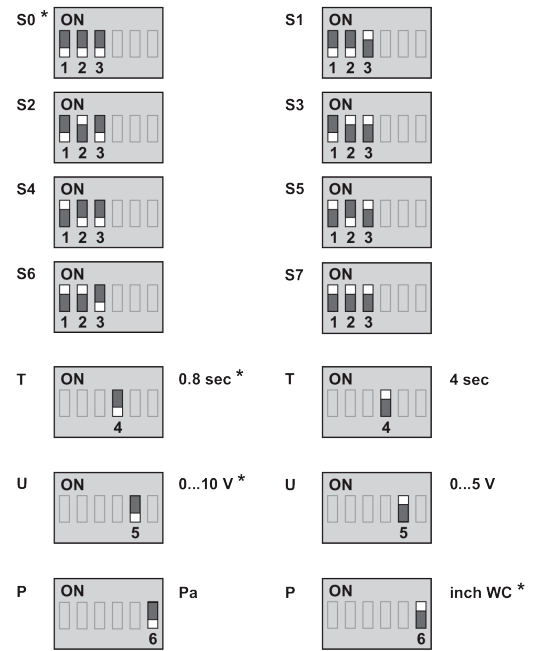 S0 * ON S1 ON
1 2 3 1 2 3
S2 ON S3 ON
1 2 3 1 2 3
S4 ON S5 ON
1 2 3 1 2 3
S6 ON S7 ON
1 2 3 1 2 3
T ON 0.8 sec * T ON 4 sec
4 4
U ON 0...10 V * U ON 0...5 V
5 5
P ON Pa P ON inch WC *
6 6